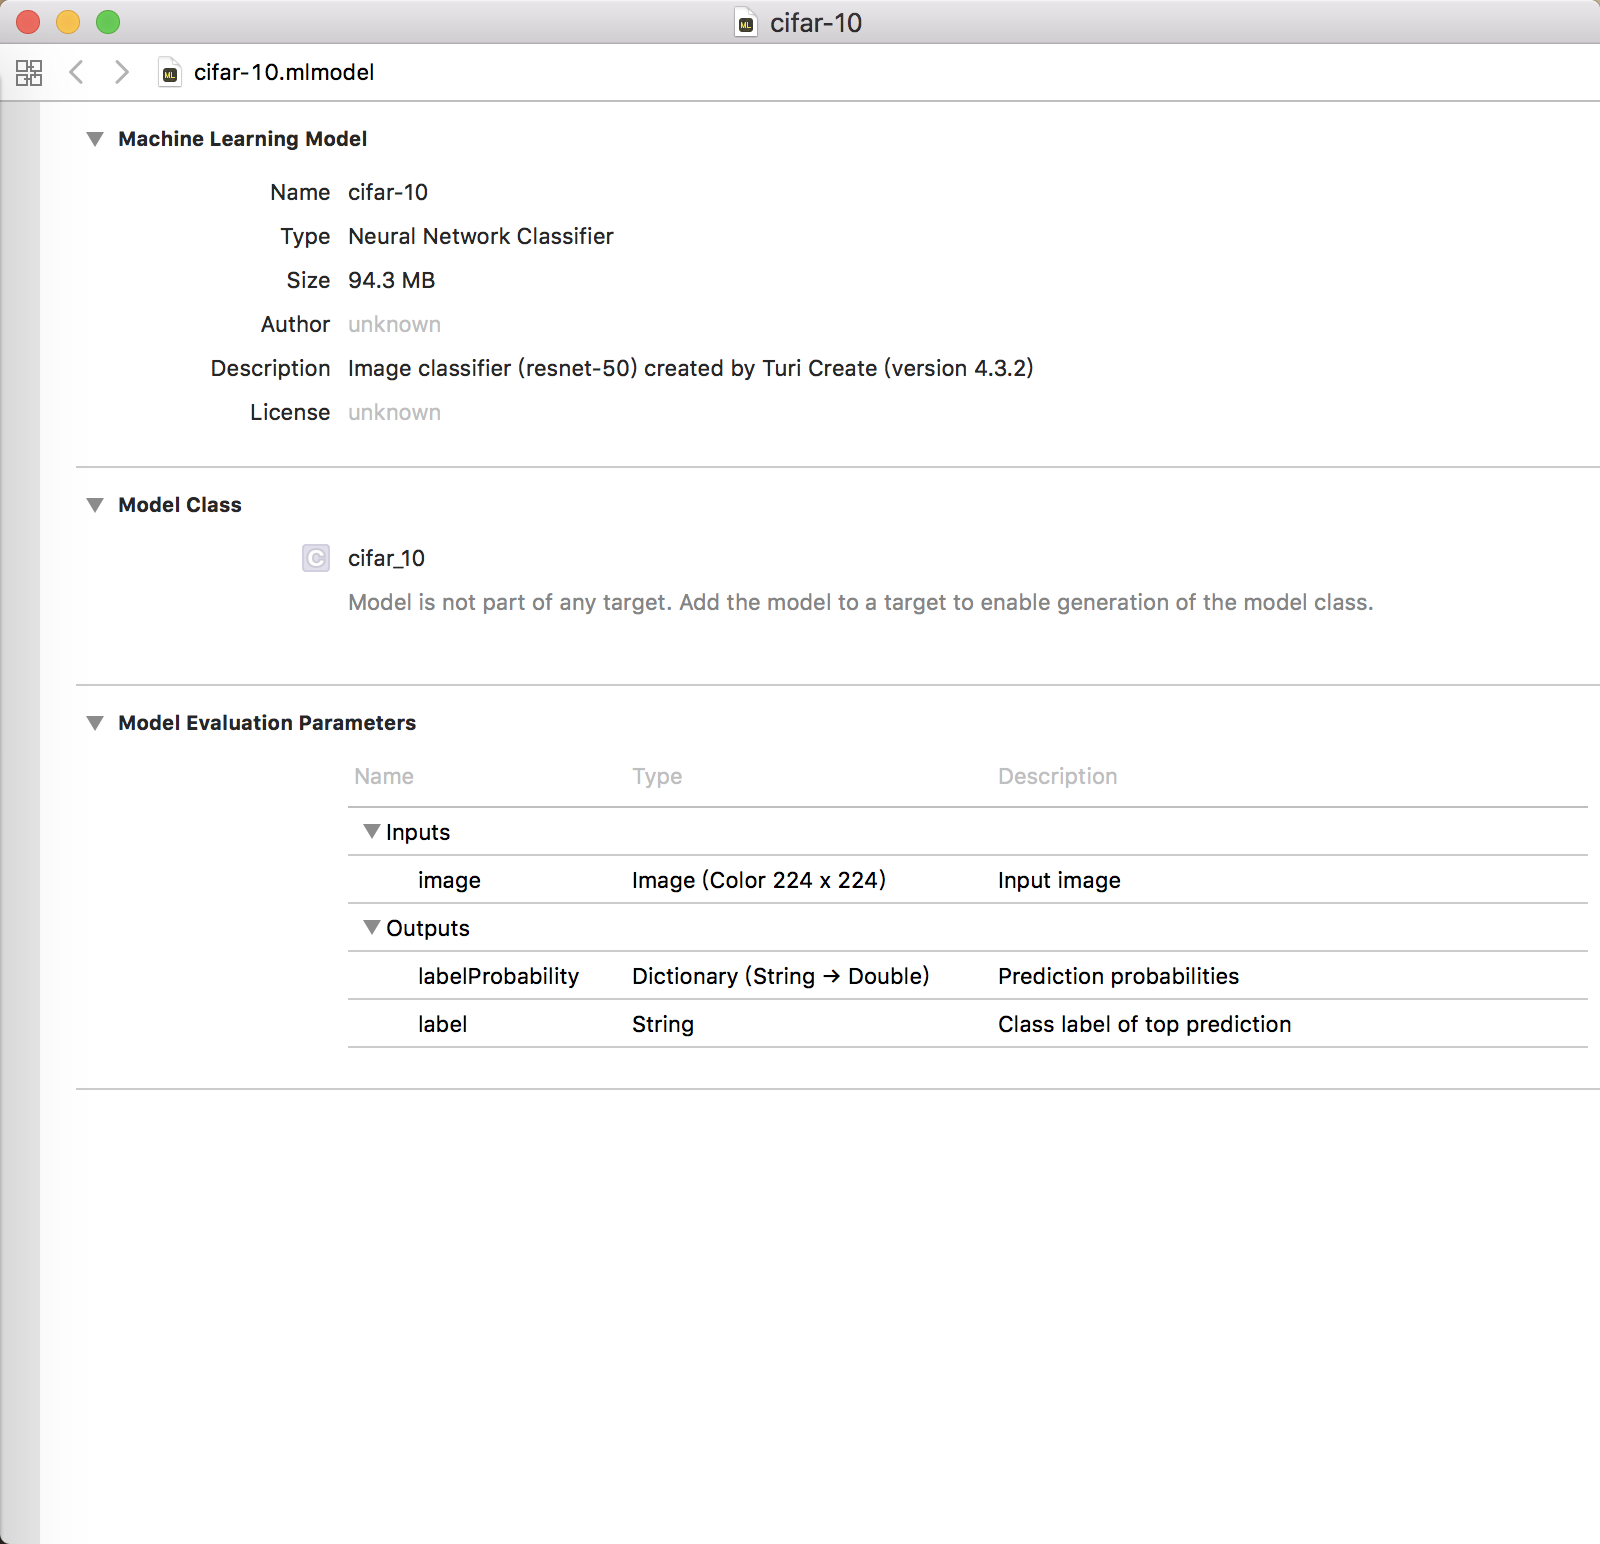 cifar-10
cifar-10.mlmodel
Machine Learning Model
Name cifar-10
Type Neural Network Classifier
Size 94.3 MB
Author unknown
Description Image classifier (resnet-50) created by Turi Create (version 4.3.2)
License unknown
Model Class
C cifar_10
Model is not part of any target. Add the model to a target to enable generation of the model class.
Model Evaluation Parameters
Name Type Description
Inputs
image Image (Color 224 x 224) Input image
Outputs
labelProbability Dictionary (String → Double) Prediction probabilities
label String Class label of top prediction